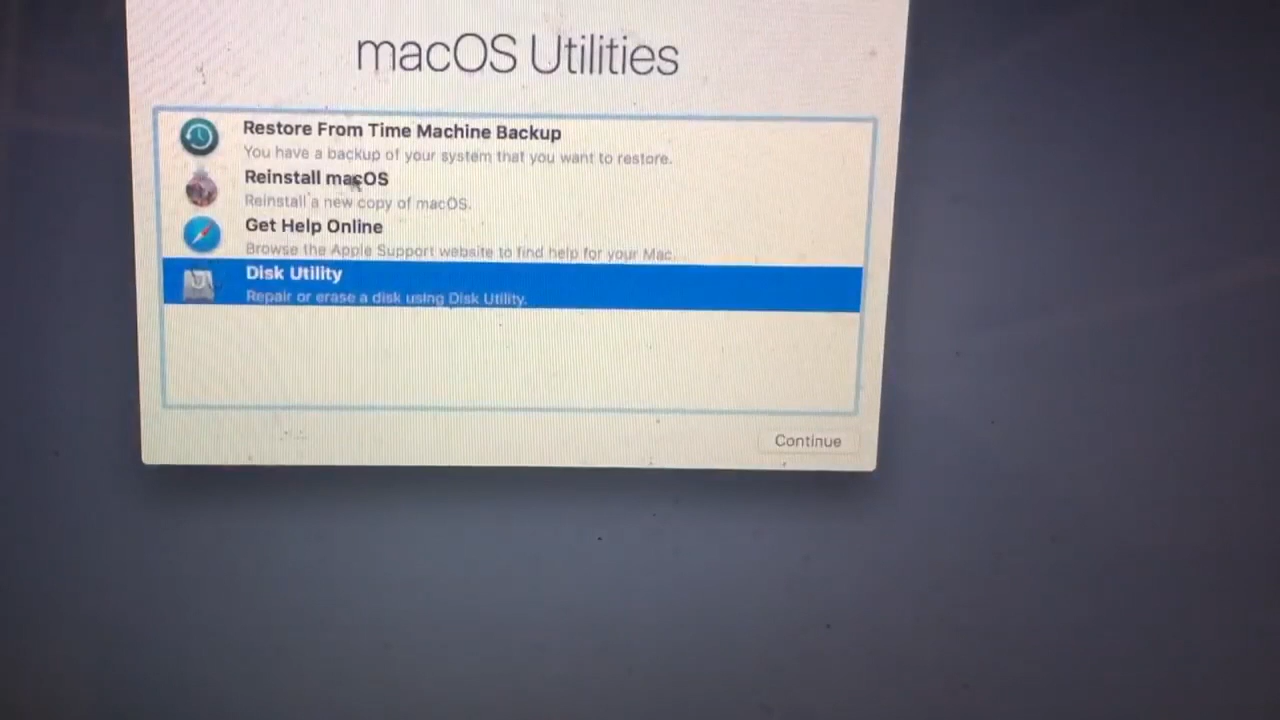 macOS Utilities
Restore From Time Machine Backup
You have a backup of your system that you want to restore.
Reinstall macOS
Reinstall a new copy of macOS.
Get Help Online
Browse the Apple Support website to find help for your Mac.
Disk Utility
Repair or erase a disk using Disk Utility.
Continue